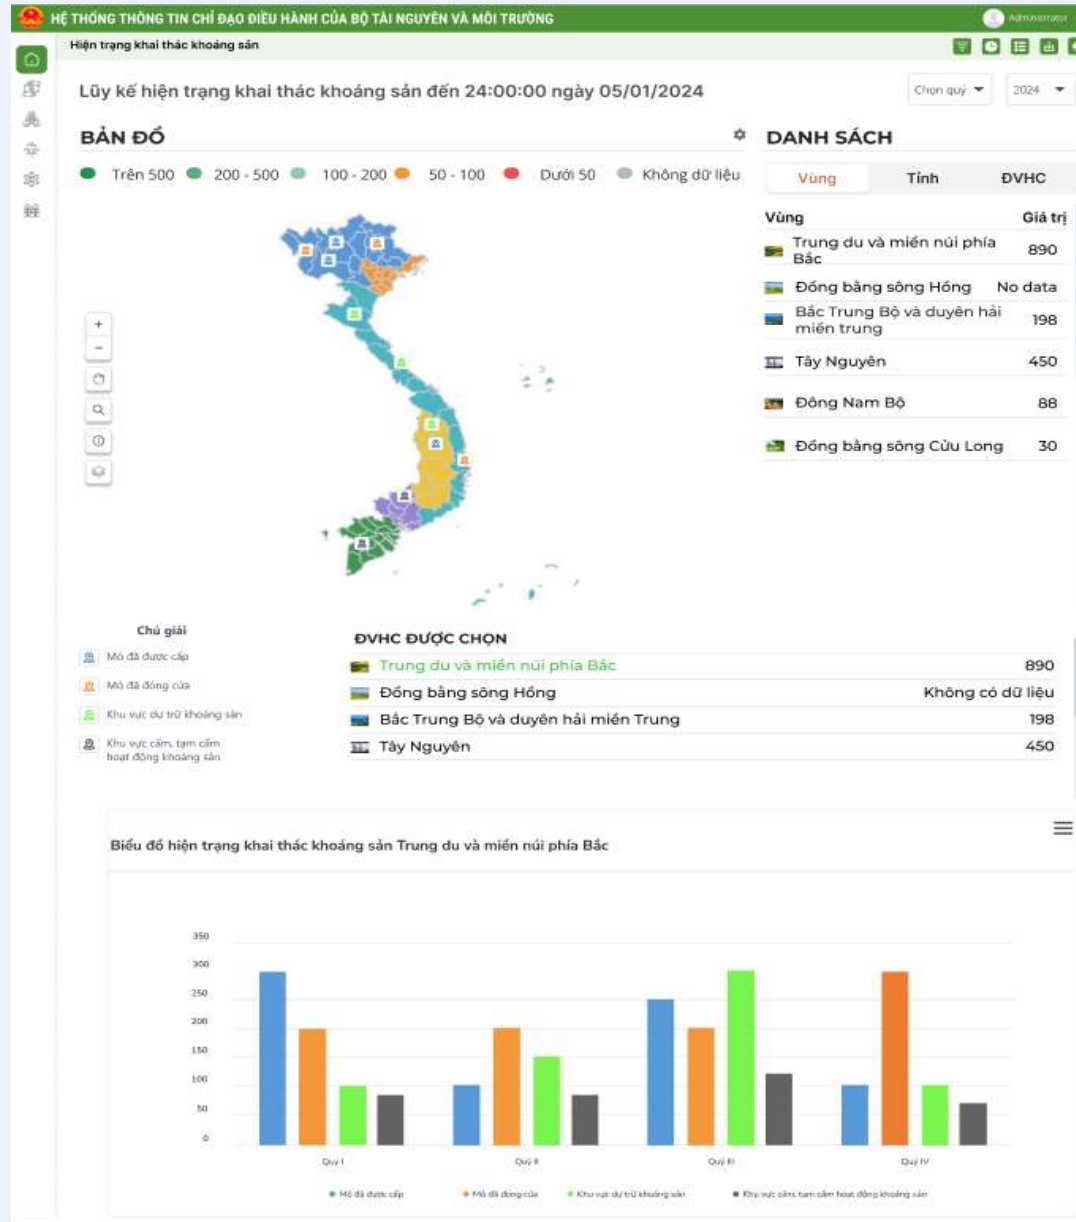 HỆ THỐNG THÔNG TIN CHỈ ĐẠO ĐIỀU HÀNH CỦA BỘ TÀI NGUYÊN VÀ MÔI TRƯỜNG
Administrator
Hiện trạng khai thác khoáng sản
Lũy kế hiện trạng khai thác khoáng sản đến 24:00:00 ngày 05/01/2024
Chọn quý
2024
BẢN ĐỒ
Trên 500
200 - 500
100 - 200
50 - 100
Dưới 50
Không dữ liệu
DANH SÁCH
Vùng Tỉnh ĐVHC
Vùng Giá trị
Trung du và miền núi phía Bắc 890
Đồng bằng sông Hồng No data
Bắc Trung Bộ và duyên hải miền trung 198
Tây Nguyên 450
Đông Nam Bộ 88
Đồng bằng sông Cửu Long 30
Chú giải
Mỏ đã được cấp
Mỏ đã đóng cửa
Khu vực dự trữ khoáng sản
Khu vực cấm, tạm cấm
hoạt động khoáng sản
ĐVHC ĐƯỢC CHỌN
Trung du và miền núi phía Bắc 890
Đồng bằng sông Hồng Không có dữ liệu
Bắc Trung Bộ và duyên hải miền Trung 198
Tây Nguyên 450
Biểu đồ hiện trạng khai thác khoáng sản Trung du và miền núi phía Bắc
350
300
250
200
150
100
50
0
Quý I Quý II Quý III Quý IV
Mỏ đã được cấp Mỏ đã đóng cửa Khu vực dự trữ khoáng sản Khu vực cấm, tạm cấm hoạt động khoáng sản